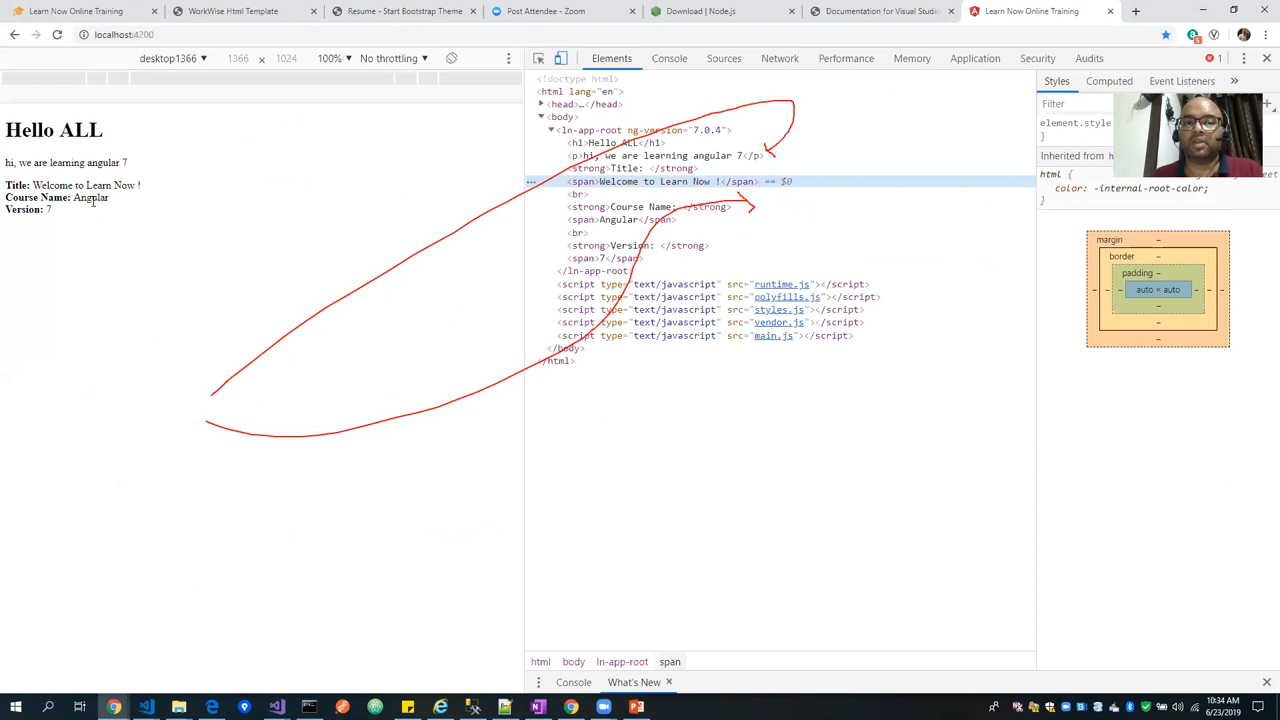 Learn Now Online Training
WorkWise Html Template
Resume - Start Bootstrap Theme
Post Attendee - Zoom
Download | Node.js
Documentation for Visual Studio
Learn Now Online Training
localhost:4200
desktop1366 1366 × 1024 100% No throttling
Elements Console Sources Network Performance Memory Application Security Audits 1
Hello ALL
hi, we are learning angular 7
Title: Welcome to Learn Now !
Course Name: Angular
Version: 7
<!doctype html>
<html lang="en">
<head>…</head>
<body>
<ln-app-root ng-version="7.0.4">
<h1>Hello ALL</h1>
<p>hi, we are learning angular 7</p>
<strong>Title: </strong>
<span>Welcome to Learn Now !</span> == $0
<br>
<strong>Course Name: </strong>
<span>Angular</span>
<br>
<strong>Version: </strong>
<span>7</span>
</ln-app-root>
<script type="text/javascript" src="runtime.js"></script>
<script type="text/javascript" src="polyfills.js"></script>
<script type="text/javascript" src="styles.js"></script>
<script type="text/javascript" src="vendor.js"></script>
<script type="text/javascript" src="main.js"></script>
</body>
</html>
Styles Computed Event Listeners
Filter
element.style
}
Inherited from
html {
color: -internal-root-color;
}
margin –
border –
padding –
– – – auto × auto – – –
–
–
–
html body ln-app-root span
Console What's New ×
10:34 AM
6/23/2019